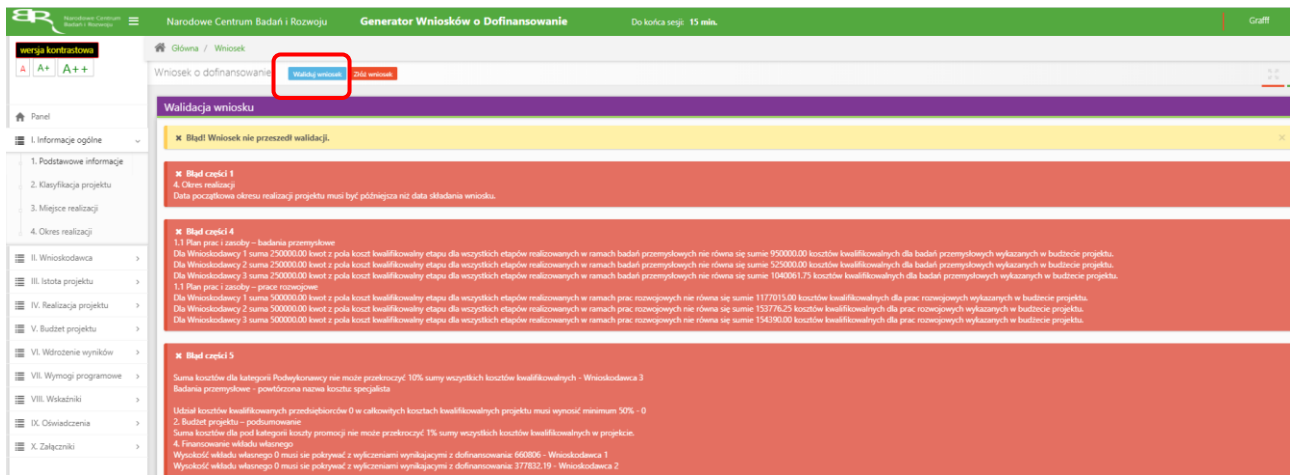 Narodowe Centrum
Badań i Rozwoju
Narodowe Centrum Badań i Rozwoju Generator Wniosków o Dofinansowanie Do końca sesji: 15 min. Grafff
wersja kontrastowa
A A+ A++
Główna / Wniosek
Wniosek o dofinansowanie Waliduj wniosek Złóż wniosek
Panel
I. Informacje ogólne
1. Podstawowe informacje
2. Klasyfikacja projektu
3. Miejsce realizacji
4. Okres realizacji
II. Wnioskodawca
III. Istota projektu
IV. Realizacja projektu
V. Budżet projektu
VI. Wdrożenie wyników
VII. Wymogi programowe
VIII. Wskaźniki
IX. Oświadczenia
X. Załączniki
Walidacja wniosku
× Błąd! Wniosek nie przeszedł walidacji. ×
× Błąd części 1
4. Okres realizacji
Data początkowa okresu realizacji projektu musi być późniejsza niż data składania wniosku.
× Błąd części 4
1.1 Plan prac i zasoby – badania przemysłowe
Dla Wnioskodawcy 1 suma 250000.00 kwot z pola koszt kwalifikowalny etapu dla wszystkich etapów realizowanych w ramach badań przemysłowych nie równa się sumie 950000.00 kosztów kwalifikowalnych dla badań przemysłowych wykazanych w budżecie projektu.
Dla Wnioskodawcy 2 suma 250000.00 kwot z pola koszt kwalifikowalny etapu dla wszystkich etapów realizowanych w ramach badań przemysłowych nie równa się sumie 525000.00 kosztów kwalifikowalnych dla badań przemysłowych wykazanych w budżecie projektu.
Dla Wnioskodawcy 3 suma 250000.00 kwot z pola koszt kwalifikowalny etapu dla wszystkich etapów realizowanych w ramach badań przemysłowych nie równa się sumie 1040061.75 kosztów kwalifikowalnych dla badań przemysłowych wykazanych w budżecie projektu.
1.1 Plan prac i zasoby – prace rozwojowe
Dla Wnioskodawcy 1 suma 500000.00 kwot z pola koszt kwalifikowalny etapu dla wszystkich etapów realizowanych w ramach prac rozwojowych nie równa się sumie 1177015.00 kosztów kwalifikowalnych dla prac rozwojowych wykazanych w budżecie projektu.
Dla Wnioskodawcy 2 suma 500000.00 kwot z pola koszt kwalifikowalny etapu dla wszystkich etapów realizowanych w ramach prac rozwojowych nie równa się sumie 153776.25 kosztów kwalifikowalnych dla prac rozwojowych wykazanych w budżecie projektu.
Dla Wnioskodawcy 3 suma 500000.00 kwot z pola koszt kwalifikowalny etapu dla wszystkich etapów realizowanych w ramach prac rozwojowych nie równa się sumie 154390.00 kosztów kwalifikowalnych dla prac rozwojowych wykazanych w budżecie projektu.
× Błąd części 5
Suma kosztów dla kategorii Podwykonawcy nie może przekroczyć 10% sumy wszystkich kosztów kwalifikowalnych - Wnioskodawca 3
Badania przemysłowe - powtórzona nazwa kosztu: specjalista
Udział kosztów kwalifikowanych przedsiębiorców 0 w całkowitych kosztach kwalifikowalnych projektu musi wynosić minimum 50% - 0
2. Budżet projektu – podsumowanie
Suma kosztów dla pod kategorii koszty promocji nie może przekroczyć 1% sumy wszystkich kosztów kwalifikowalnych w projekcie.
4. Finansowanie wkładu własnego
Wysokość wkładu własnego 0 musi sie pokrywać z wyliczeniami wynikajacymi z dofinansowania: 660806 - Wnioskodawca 1
Wysokość wkładu własnego 0 musi sie pokrywać z wyliczeniami wynikajacymi z dofinansowania: 377832.19 - Wnioskodawca 2